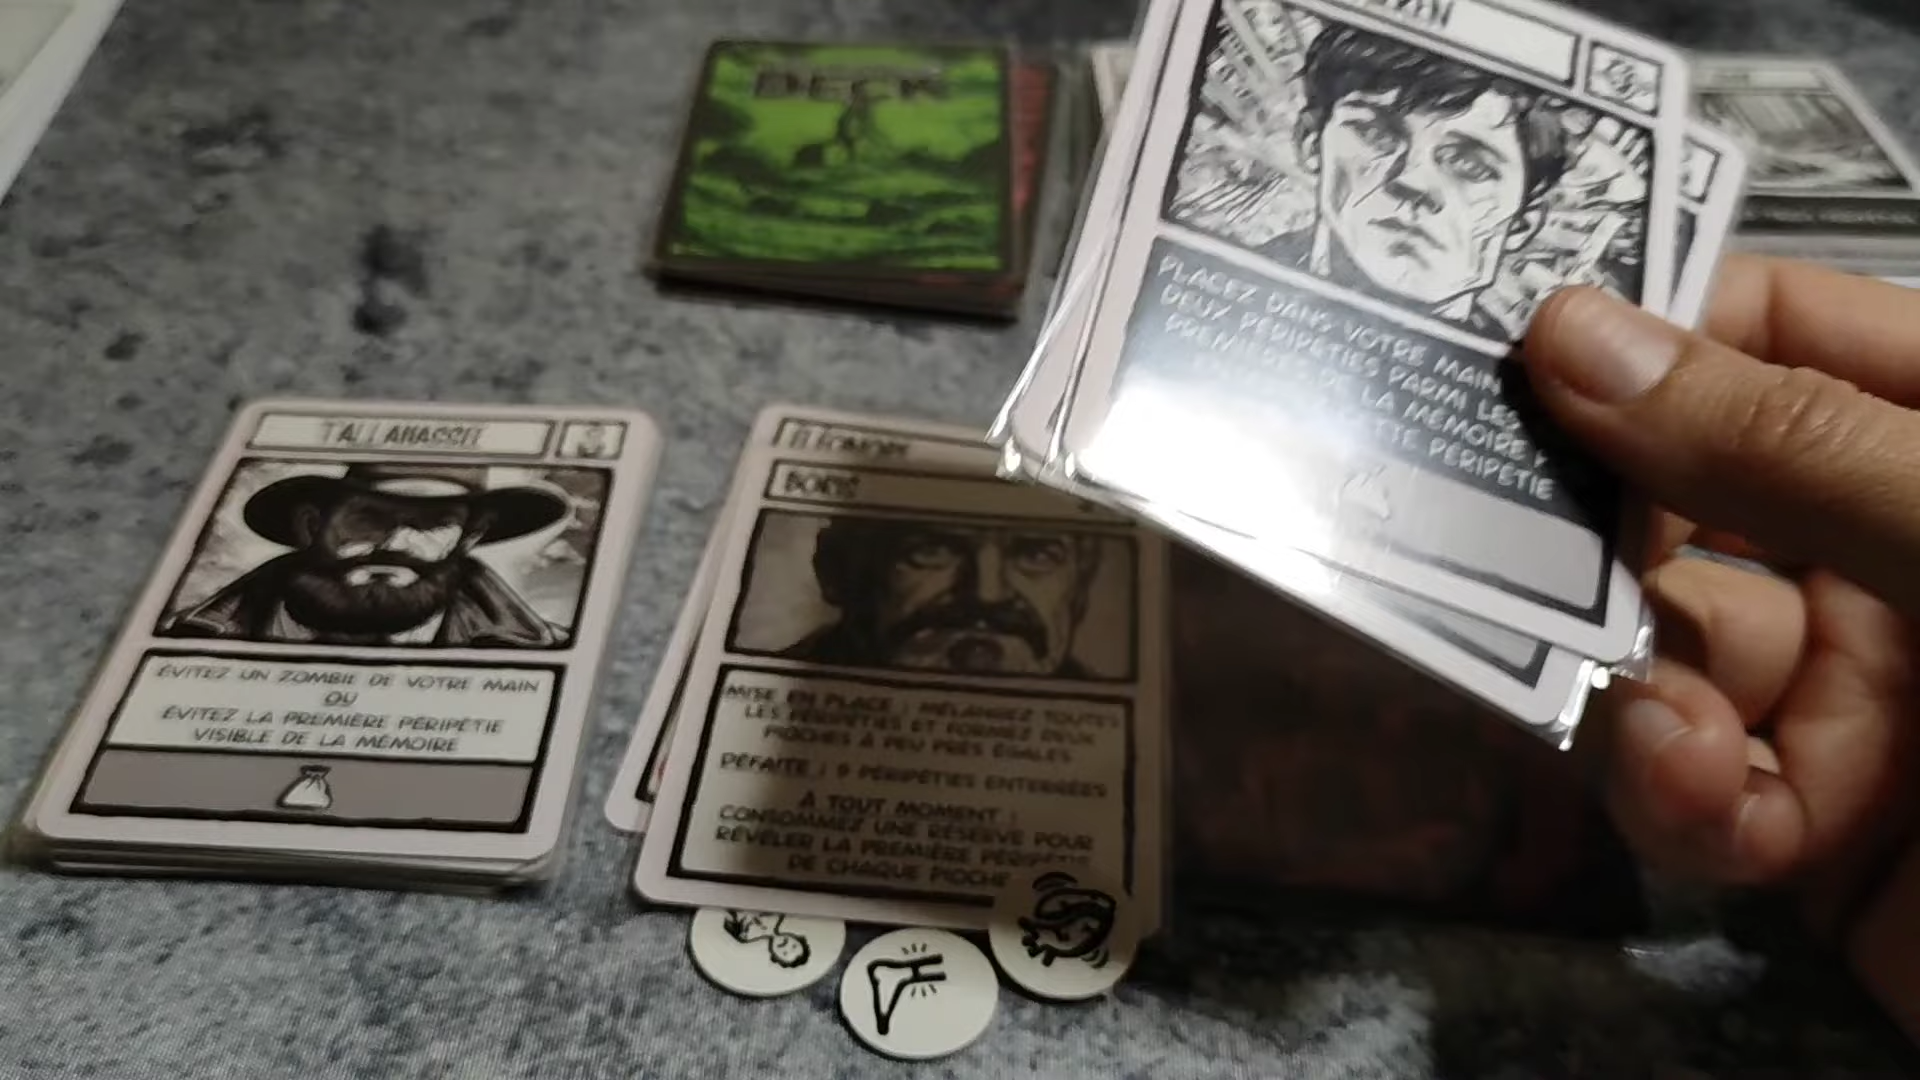 DECK
PLACEZ DANS VOTRE MAIN
DEUX PÉRIPÉTIES PARMI LES
DE LA MÉMOIRE
PÉRIPÉTIE
TALLAHASSEE
ÉVITEZ UN ZOMBIE DE VOTRE MAIN
OU
ÉVITEZ LA PREMIÈRE PÉRIPÉTIE
VISIBLE DE LA MÉMOIRE
BORIS
MISE EN PLACE : MÉLANGEZ TOUTES
LES PÉRIPÉTIES ET FORMEZ DEUX
PIOCHES À PEU PRÈS ÉGALES
DÉFAITE : 9 PÉRIPÉTIES ENTERRÉES
À TOUT MOMENT :
CONSOMMEZ UNE RÉSERVE POUR
RÉVÉLER LA PREMIÈRE PÉRIPÉTIE
DE CHAQUE PIOCHE